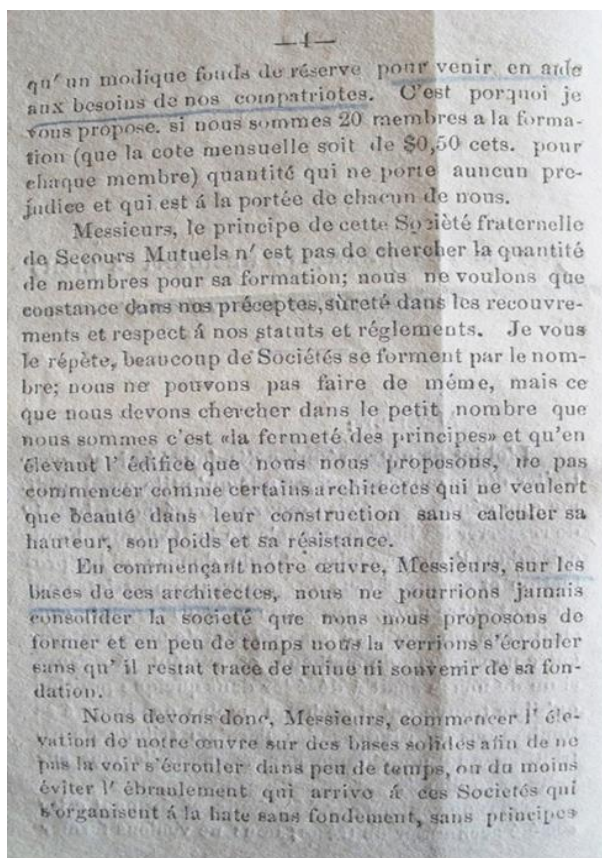 —4—
qu' un modique fonds de réserve pour venir en aide
aux besoins de nos compatriotes. C'est porquoi je
vous propose. si nous sommes 20 membres a la forma-
tion (que la cote mensuelle soit de $0,50 cets. pour
chaque membre) quantité qui ne porte auncun pre-
judice et qui est á la portée de chacun de nous.
Messieurs, le principe de cette Sociètè fraternelle
de Secours Mutuels n' est pas de chercher la quantité
de membres pour sa formation; nous ne voulons que
constance dans nos préceptes, sùreté dans les recouvre-
ments et respect á nos statuts et réglements. Je vous
le répète, beaucoup de Sociétés se forment par le nom-
bre; nous ne pouvons pas faire de méme, mais ce
que nous devons chercher dans le petit nombre que
nous sommes c'est «la fermeté des principes» et qu'en
élevant l' édifice que nous nous proposons, ne pas
commencer comme certains architectes qui ne veulent
que beauté dans leur construction sans calculer sa
hauteur, son poids et sa résistance.
En commençant notre œuvre, Messieurs, sur les
bases de ces architectes, nous ne pourrions jamais
consolider la societé que nous nous proposons de
former et en peu de temps nous la verrions s'écrouler
sans qu' il restat trace de ruine ni souvenir de sa fon-
dation.
Nous devons donc, Messieurs, commencer l' éle-
vation de notre œuvre sur des bases solides afin de ne
pas la voir s'écrouler dans peu de temps, ou du moins
éviter l' ébranlement qui arrive á ces Societés qui
s'organisent á la hate sans fondement, sans principes